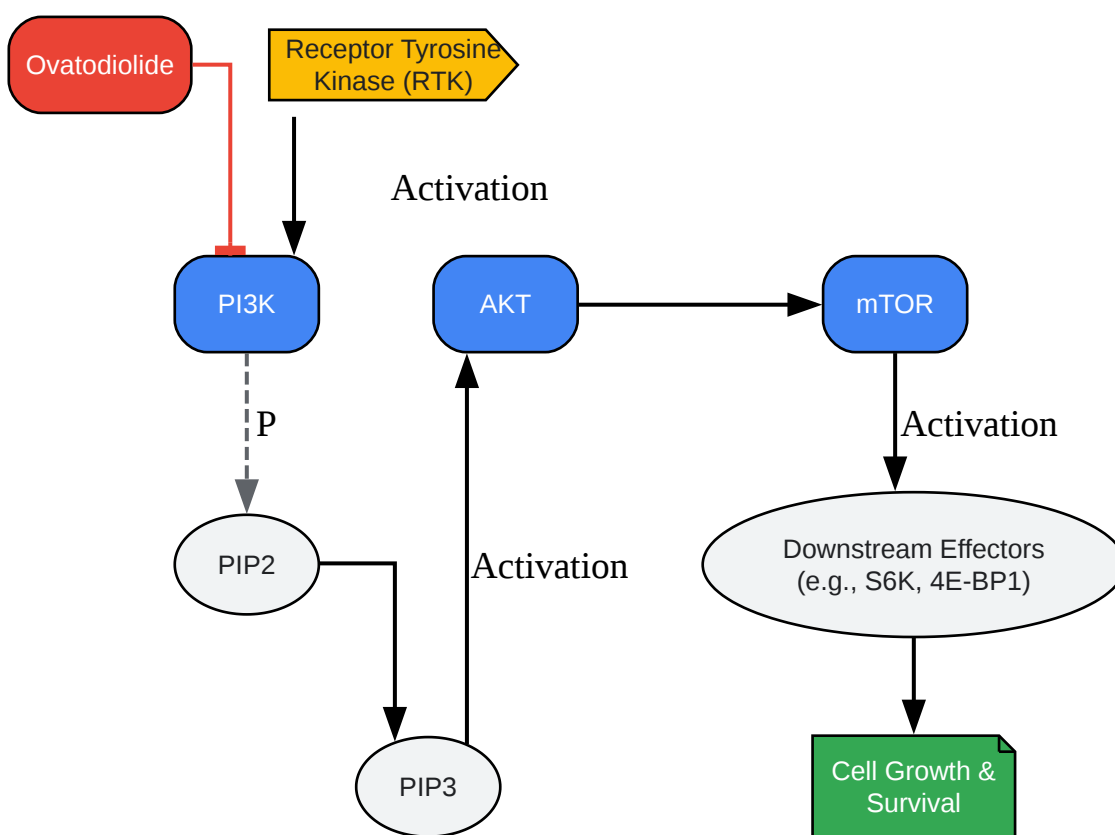 Ovatodiolide
Receptor Tyrosine
Kinase (RTK)
Activation
PI3K
AKT
mTOR
P
Activation
PIP2
Activation
Downstream Effectors
(e.g., S6K, 4E-BP1)
PIP3
Cell Growth &
Survival